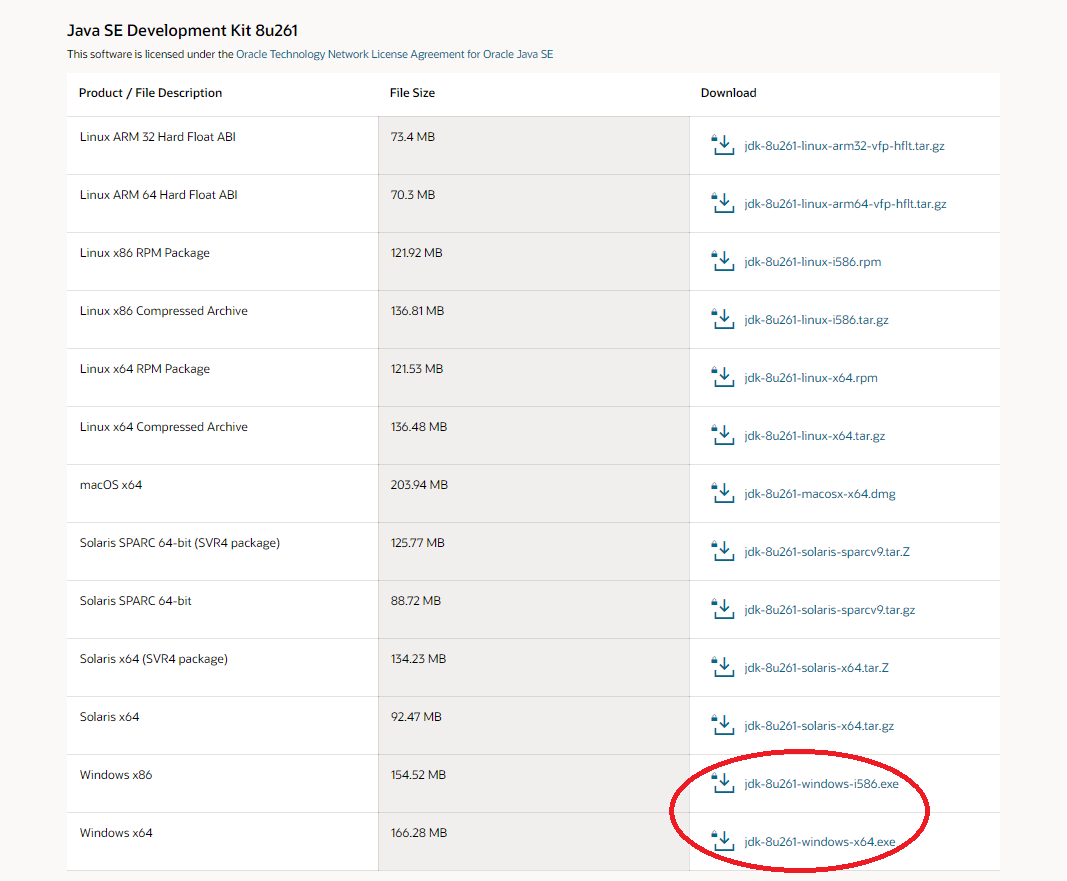 Java SE Development Kit 8u261
This software is licensed under the Oracle Technology Network License Agreement for Oracle Java SE
Product / File Description File Size Download
Linux ARM 32 Hard Float ABI 73.4 MB jdk-8u261-linux-arm32-vfp-hflt.tar.gz
Linux ARM 64 Hard Float ABI 70.3 MB jdk-8u261-linux-arm64-vfp-hflt.tar.gz
Linux x86 RPM Package 121.92 MB jdk-8u261-linux-i586.rpm
Linux x86 Compressed Archive 136.81 MB jdk-8u261-linux-i586.tar.gz
Linux x64 RPM Package 121.53 MB jdk-8u261-linux-x64.rpm
Linux x64 Compressed Archive 136.48 MB jdk-8u261-linux-x64.tar.gz
macOS x64 203.94 MB jdk-8u261-macosx-x64.dmg
Solaris SPARC 64-bit (SVR4 package) 125.77 MB jdk-8u261-solaris-sparcv9.tar.Z
Solaris SPARC 64-bit 88.72 MB jdk-8u261-solaris-sparcv9.tar.gz
Solaris x64 (SVR4 package) 134.23 MB jdk-8u261-solaris-x64.tar.Z
Solaris x64 92.47 MB jdk-8u261-solaris-x64.tar.gz
Windows x86 154.52 MB jdk-8u261-windows-i586.exe
Windows x64 166.28 MB jdk-8u261-windows-x64.exe